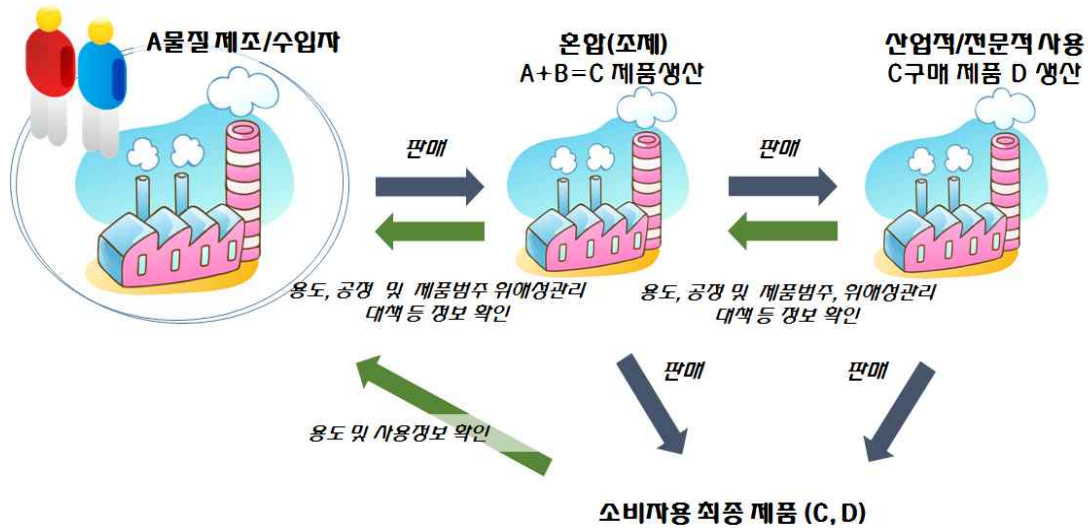 A물질 제조/수입자
혼합(조제)
A+B=C 제품생산
산업적/전문적 사용
C구매 제품 D 생산
판매
판매
용도, 공정 및 제품범주 위해성관리
대책 등 정보 확인
용도, 공정 및 제품범주, 위해성관리
대책 등 정보 확인
판매
판매
용도 및 사용정보 확인
소비자용 최종 제품 (C, D)